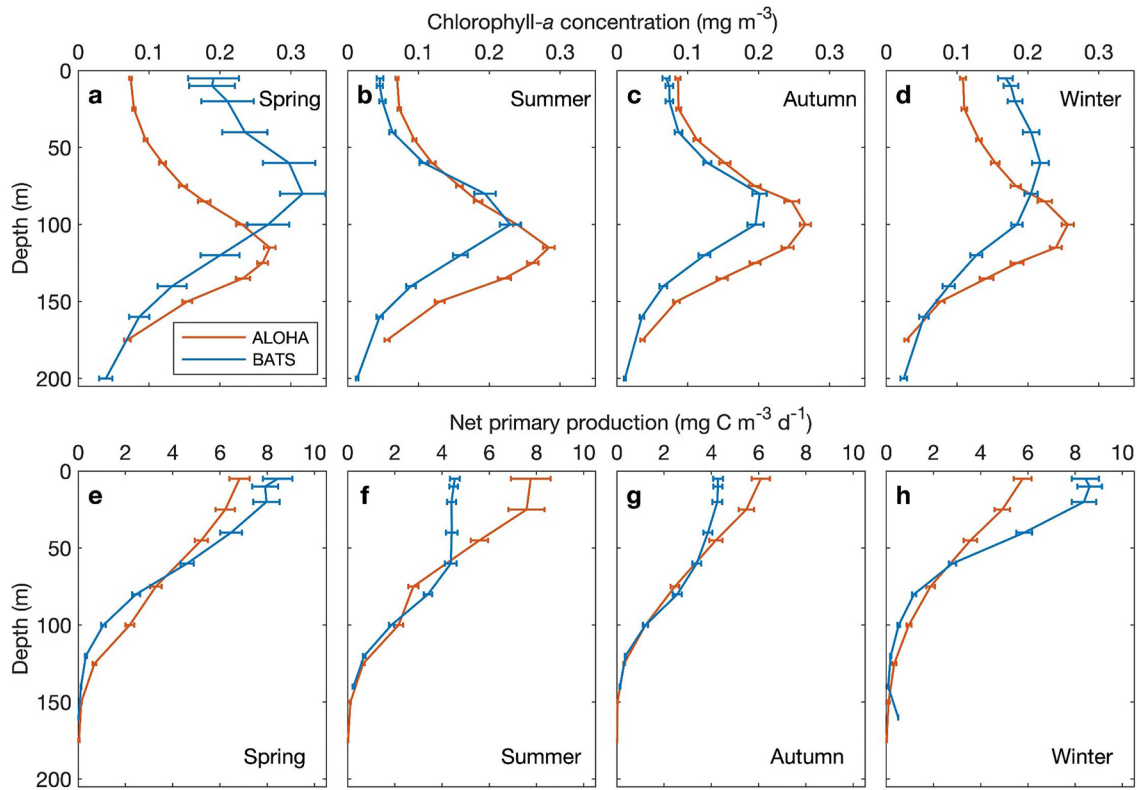 Chlorophyll-a concentration (mg m⁻³)
0 0.1 0.2 0.3 0 0.1 0.2 0.3 0 0.1 0.2 0.3 0 0.1 0.2 0.3
0
a Spring b Summer c Autumn d Winter
50
100
Depth (m)
150
200
ALOHA
BATS
Net primary production (mg C m⁻³ d⁻¹)
0 2 4 6 8 10 0 2 4 6 8 10 0 2 4 6 8 10 0 2 4 6 8 10
0
e f g h
50
100
Depth (m)
150
200
Spring Summer Autumn Winter